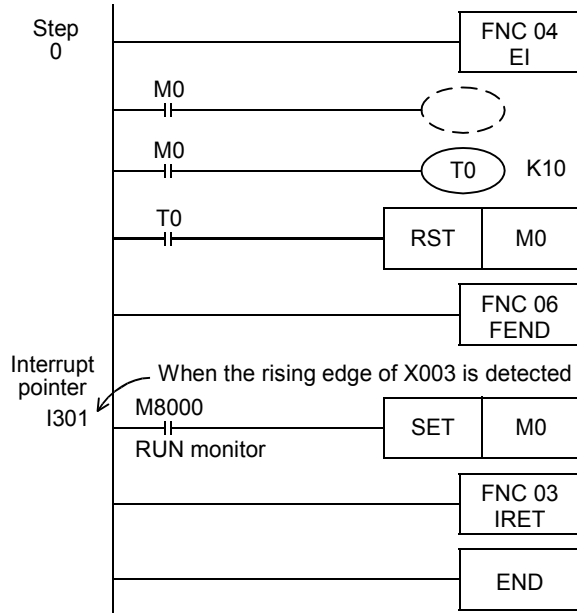 Step
0
FNC 04
EI
M0
M0
T0
K10
T0
RST
M0
FNC 06
FEND
Interrupt
pointer
I301
When the rising edge of X003 is detected
M8000
RUN monitor
SET
M0
FNC 03
IRET
END